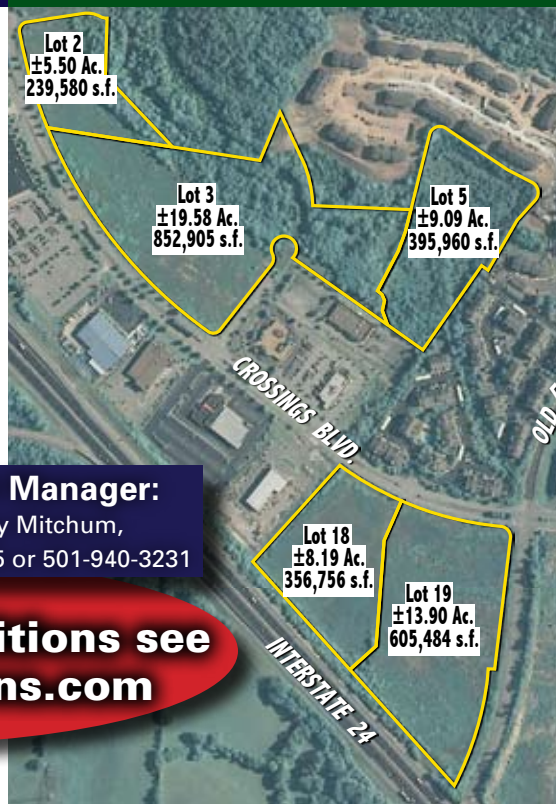 Lot 2
±5.50 Ac.
239,580 s.f.
Lot 3
±19.58 Ac.
852,905 s.f.
Lot 5
±9.09 Ac.
395,960 s.f.
CROSSINGS BLVD.
OLD
Manager:
y Mitchum,
5 or 501-940-3231
Lot 18
±8.19 Ac.
356,756 s.f.
Lot 19
±13.90 Ac.
605,484 s.f.
itions see
ns.com
INTERSTATE 24